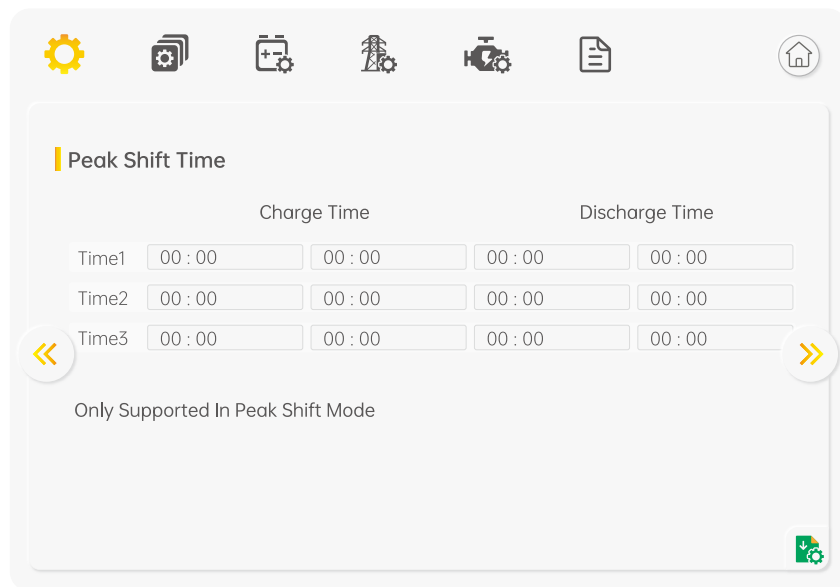 Peak Shift Time
Charge Time Discharge Time
Time1 00 : 00 00 : 00 00 : 00 00 : 00
Time2 00 : 00 00 : 00 00 : 00 00 : 00
Time3 00 : 00 00 : 00 00 : 00 00 : 00
Only Supported In Peak Shift Mode